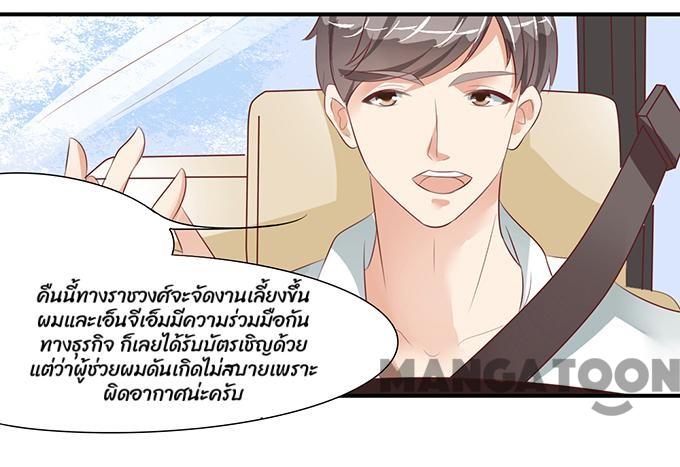 คืนนี้ทางราชวงศ์จะจัดงานเลี้ยงขึ้น
ผมและเอ็นจีเอ็มมีความร่วมมือกัน
ทางธุรกิจ ก็เลยได้รับบัตรเชิญด้วย
แต่ว่าผู้ช่วยผมดันเกิดไม่สบายเพราะ
ผิดอากาศน่ะครับ
MANGATOON